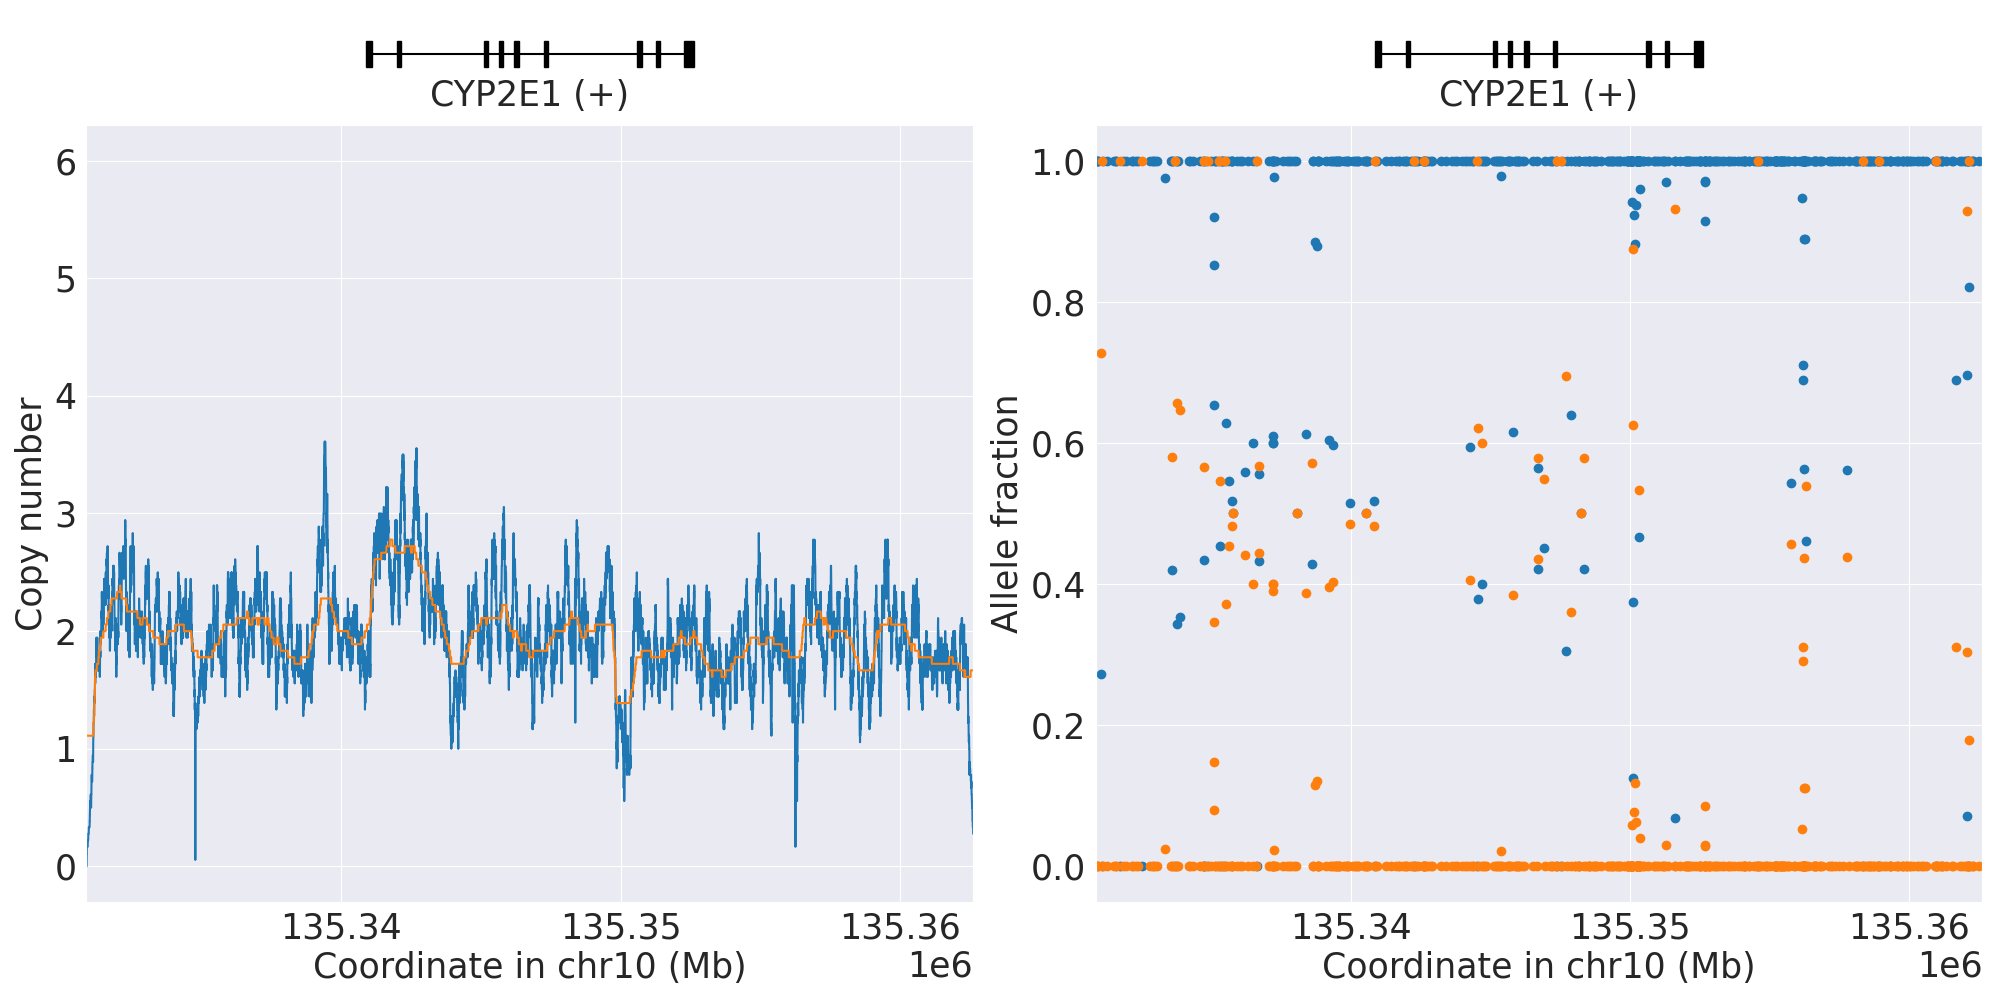 CYP2E1 (+)
6
5
4
3
2
1
0
Copy number
135.34 135.35 135.36
Coordinate in chr10 (Mb)
1e6
CYP2E1 (+)
1.0
0.8
0.6
0.4
0.2
0.0
Allele fraction
135.34 135.35 135.36
Coordinate in chr10 (Mb)
1e6